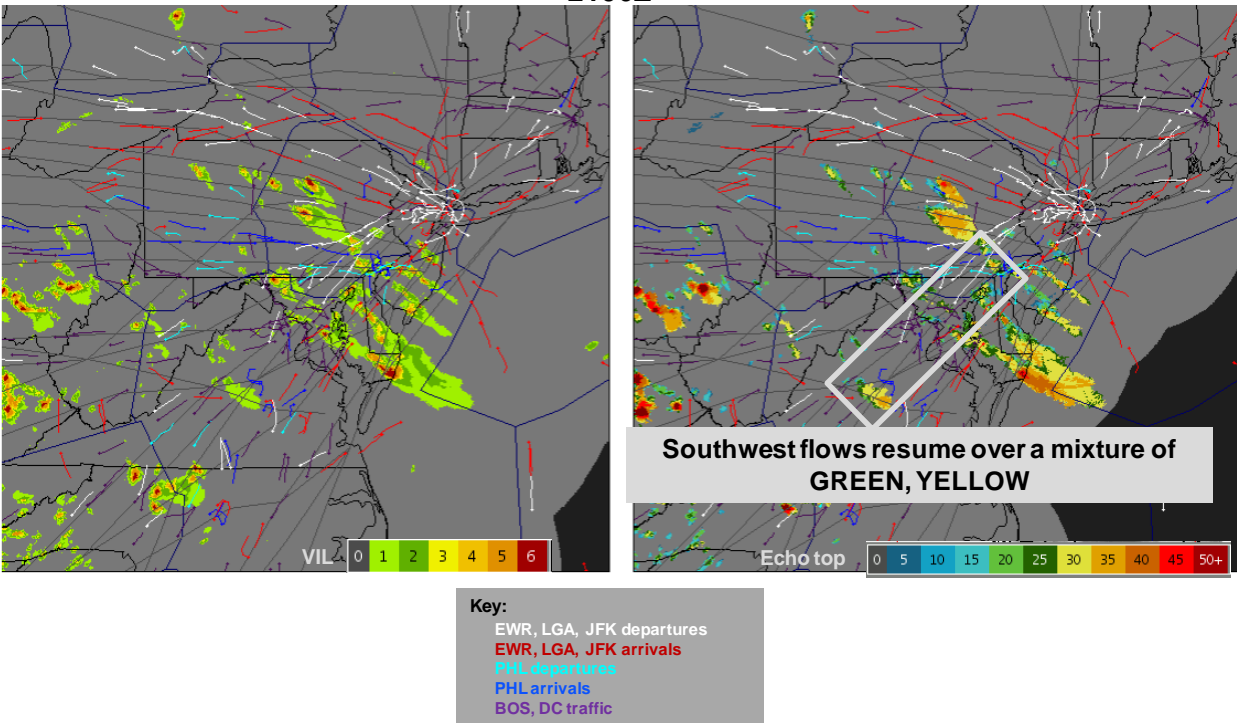 Southwest flows resume over a mixture of
GREEN, YELLOW
VIL 0 1 2 3 4 5 6
Echo top 0 5 10 15 20 25 30 35 40 45 50+
Key:
EWR, LGA, JFK departures
EWR, LGA, JFK arrivals
PHL departures
PHL arrivals
BOS, DC traffic